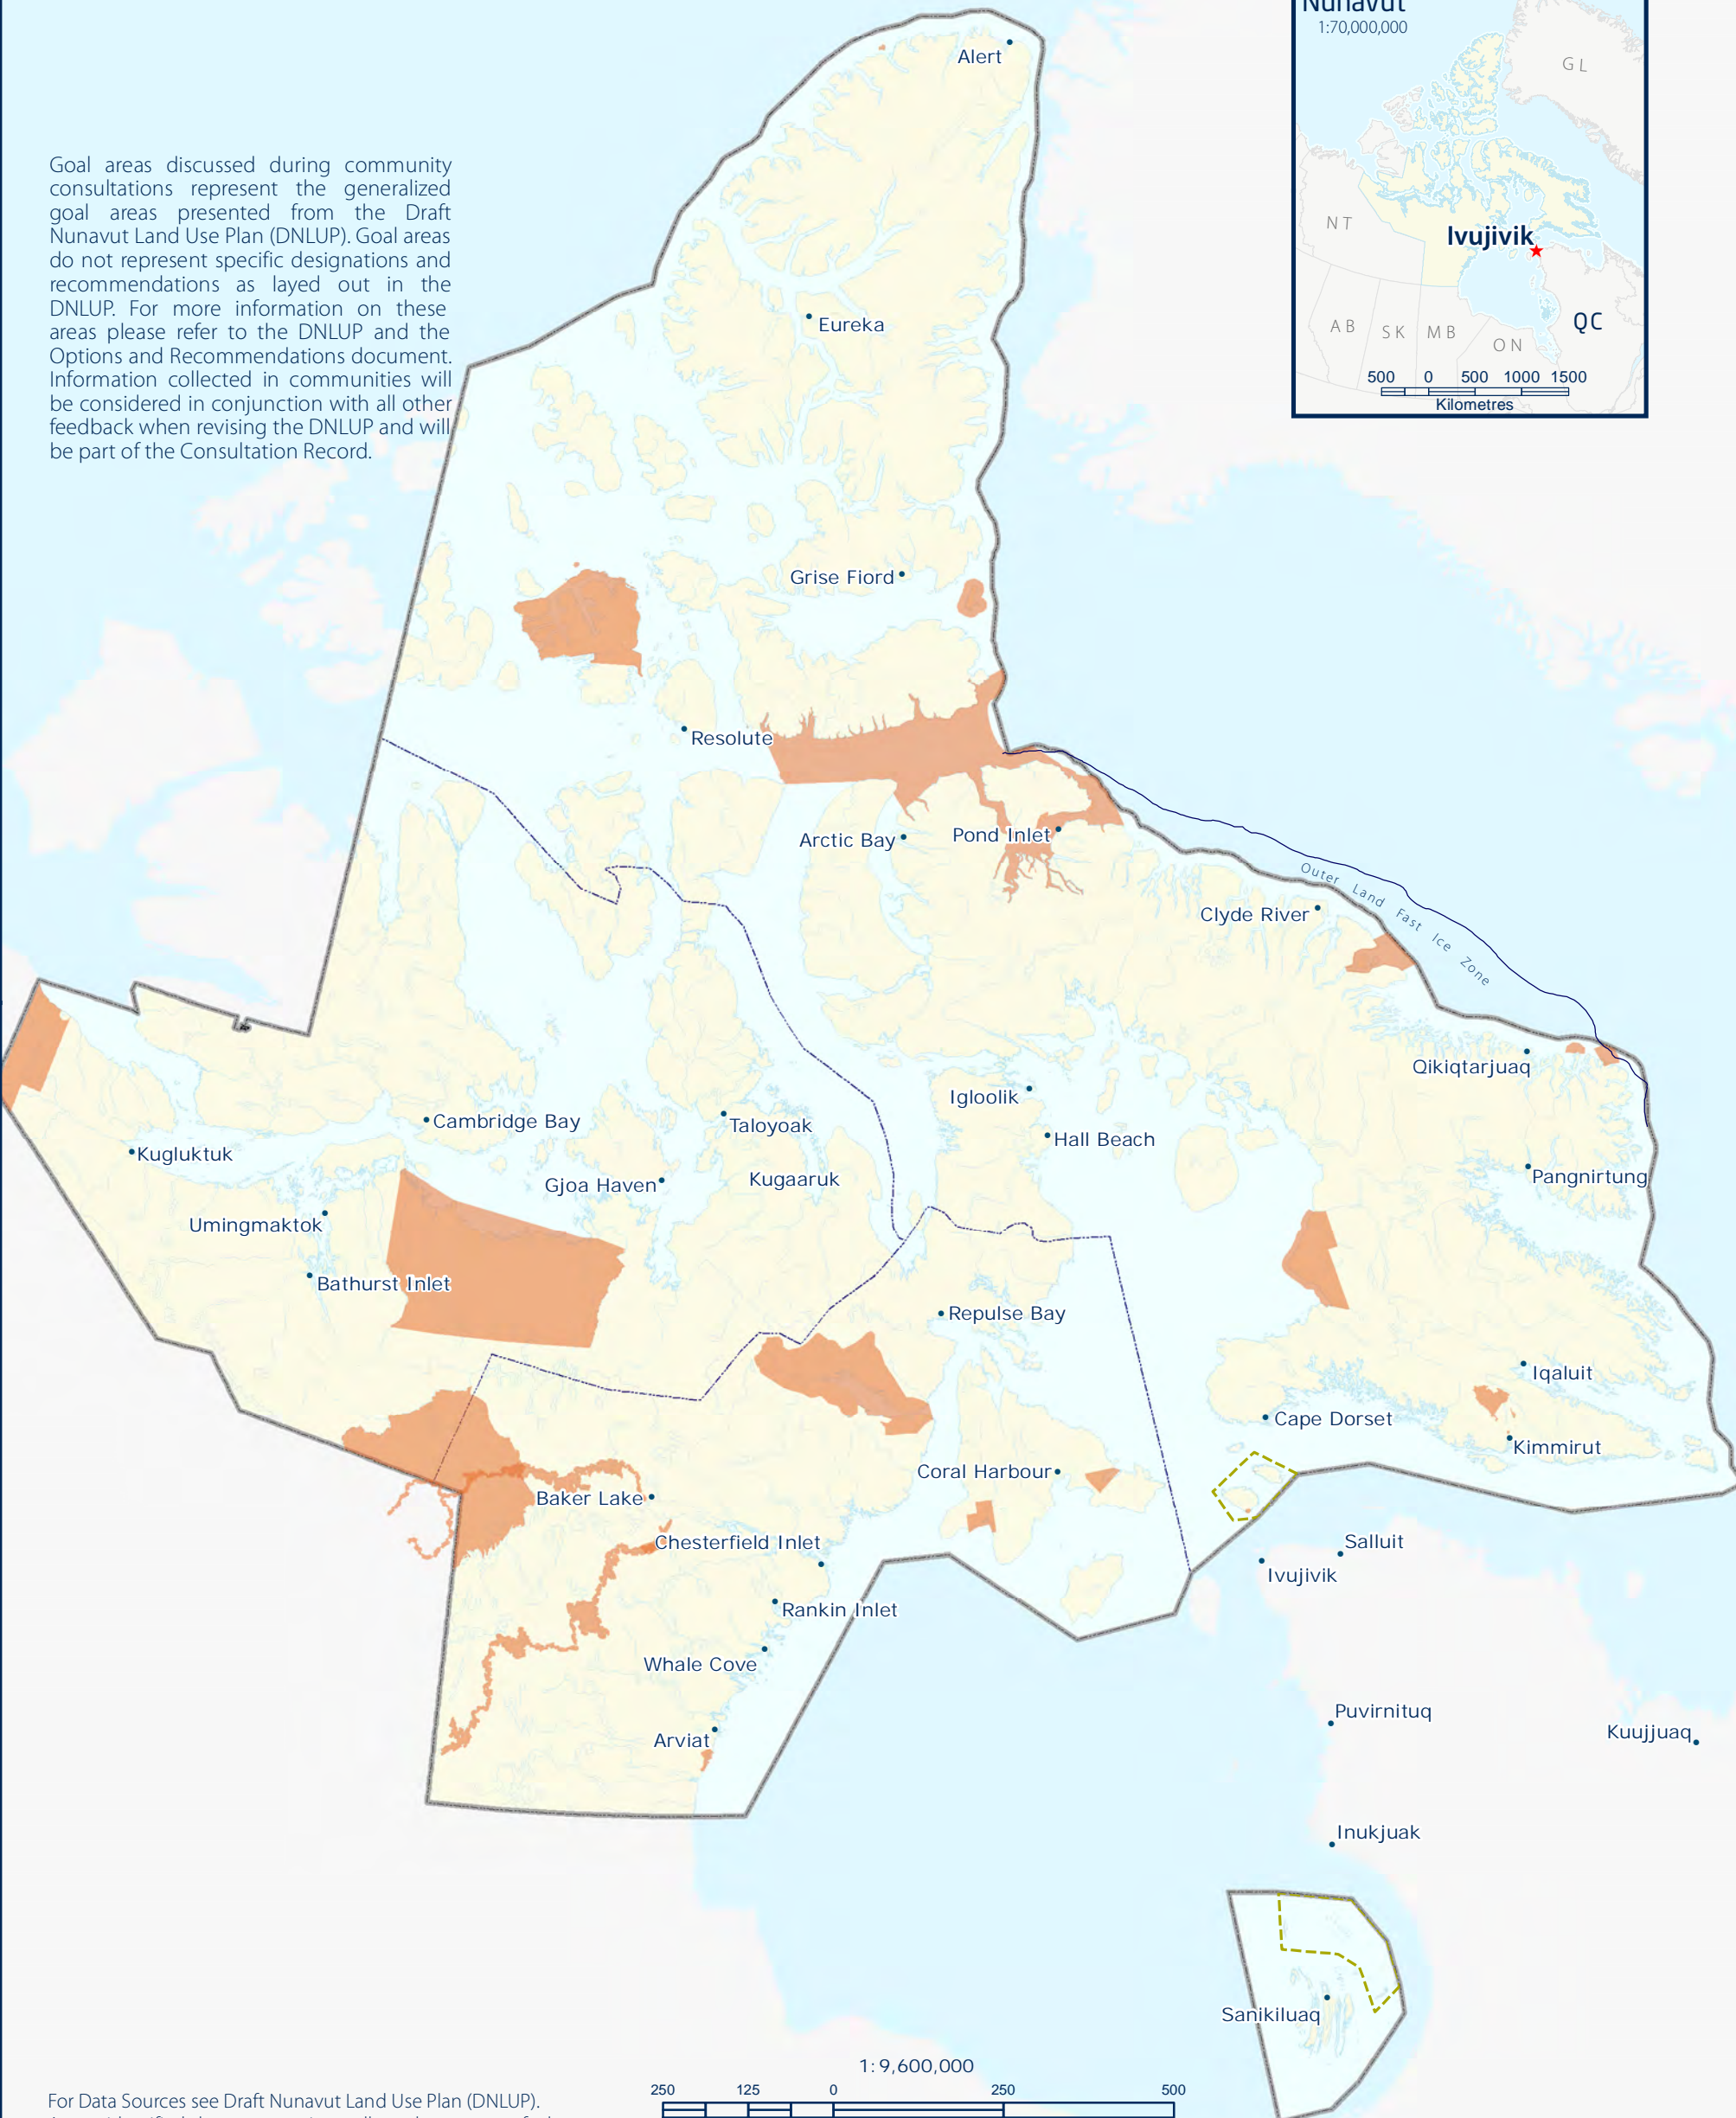 Nunavut
1:70,000,000
GL
NT
Ivujivik
QC
AB
SK
MB
ON
500 0 500 1000 1500
Kilometres
Goal areas discussed during community
consultations represent the generalized
goal areas presented from the Draft
Nunavut Land Use Plan (DNLUP). Goal areas
do not represent specific designations and
recommendations as layed out in the
DNLUP. For more information on these
areas please refer to the DNLUP and the
Options and Recommendations document.
Information collected in communities will
be considered in conjunction with all other
feedback when revising the DNLUP and will
be part of the Consultation Record.
Alert
Eureka
Grise Fiord
Resolute
Arctic Bay
Pond Inlet
Outer Land Fast Ice Zone
Clyde River
Qikiqtarjuaq
Igloolik
Cambridge Bay
Taloyoak
Hall Beach
Kugluktuk
Pangnirtung
Gjoa Haven
Kugaaruk
Umingmaktok
Bathurst Inlet
Repulse Bay
Iqaluit
Cape Dorset
Kimmirut
Coral Harbour
Baker Lake
Chesterfield Inlet
Salluit
Ivujivik
Rankin Inlet
Whale Cove
Puvirnituq
Kuujjuaq
Arviat
Inukjuak
Sanikiluaq
1:9,600,000
250 125 0 250 500
For Data Sources see Draft Nunavut Land Use Plan (DNLUP).